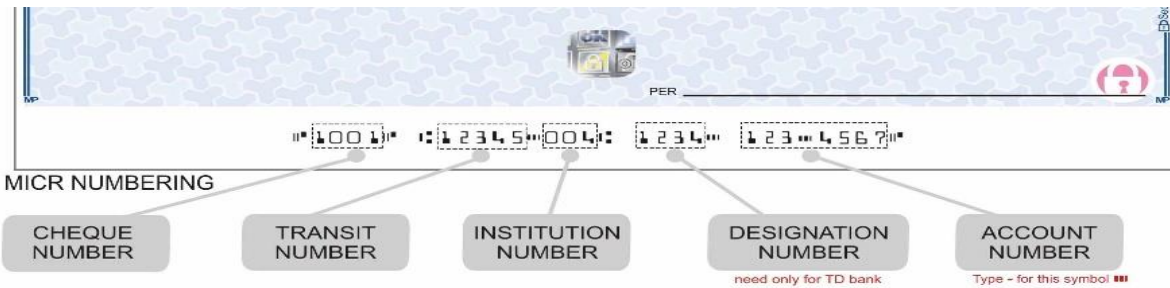 OK
PER
MP
MP
⑈1001⑈ ⑆12345⑉004⑆ 1234⑉ 123⑉4567⑈
MICR NUMBERING
CHEQUE
NUMBER
TRANSIT
NUMBER
INSTITUTION
NUMBER
DESIGNATION
NUMBER
need only for TD bank
ACCOUNT
NUMBER
Type - for this symbol ⑉